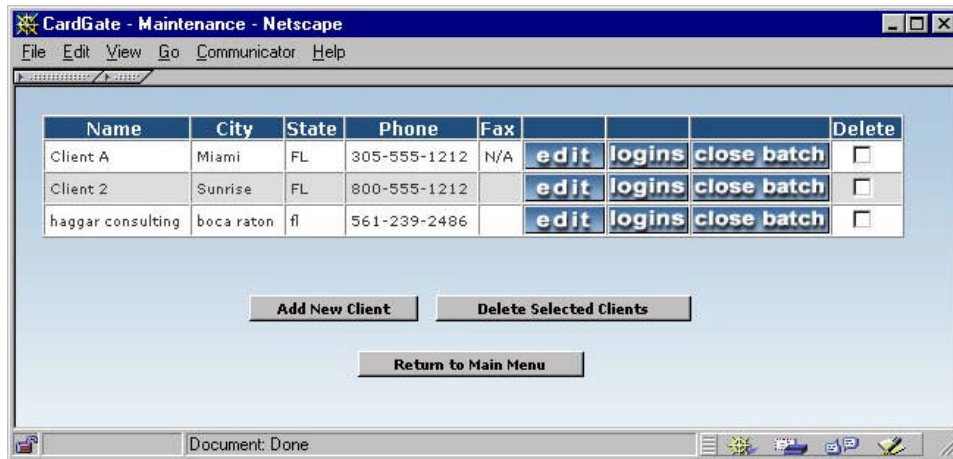 CardGate - Maintenance - Netscape
File Edit View Go Communicator Help
Name City State Phone Fax Delete
Client A Miami FL 305-555-1212 N/A edit logins close batch
Client 2 Sunrise FL 800-555-1212 edit logins close batch
haggar consulting boca raton fl 561-239-2486 edit logins close batch
Add New Client Delete Selected Clients
Return to Main Menu
Document: Done